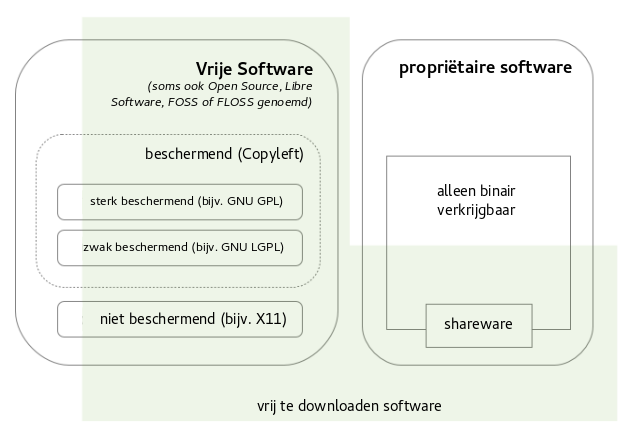 Vrije Software
(soms ook Open Source, Libre
Software, FOSS of FLOSS genoemd)
beschermend (Copyleft)
sterk beschermend (bijv. GNU GPL)
zwak beschermend (bijv. GNU LGPL)
niet beschermend (bijv. X11)
propriëtaire software
alleen binair
verkrijgbaar
shareware
vrij te downloaden software